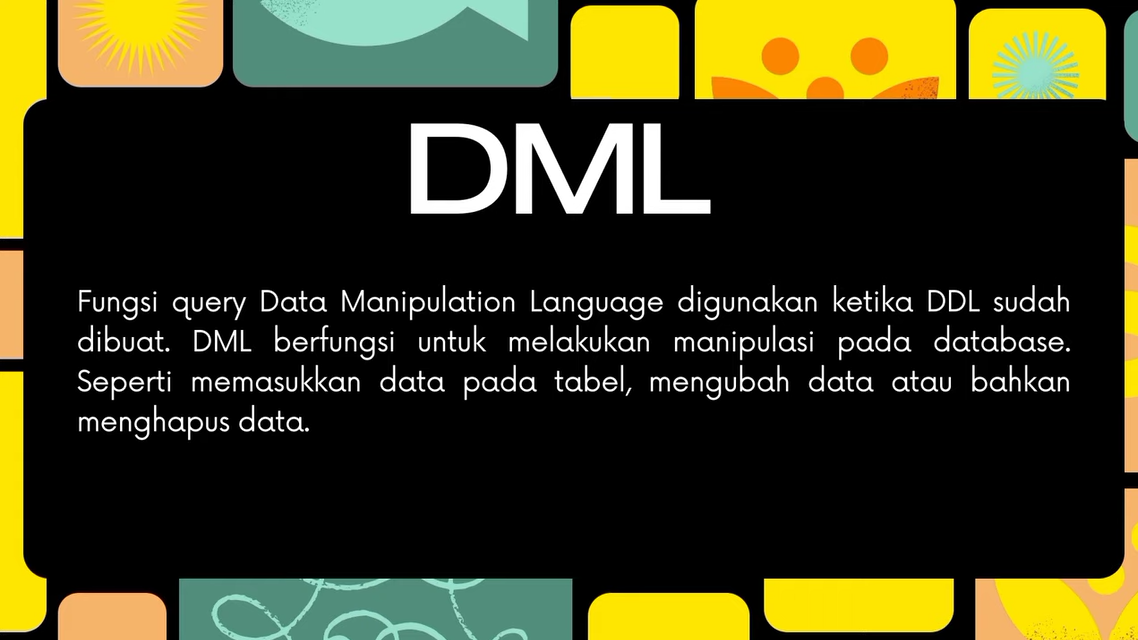 DML
Fungsi query Data Manipulation Language digunakan ketika DDL sudah
dibuat. DML berfungsi untuk melakukan manipulasi pada database.
Seperti memasukkan data pada tabel, mengubah data atau bahkan
menghapus data.